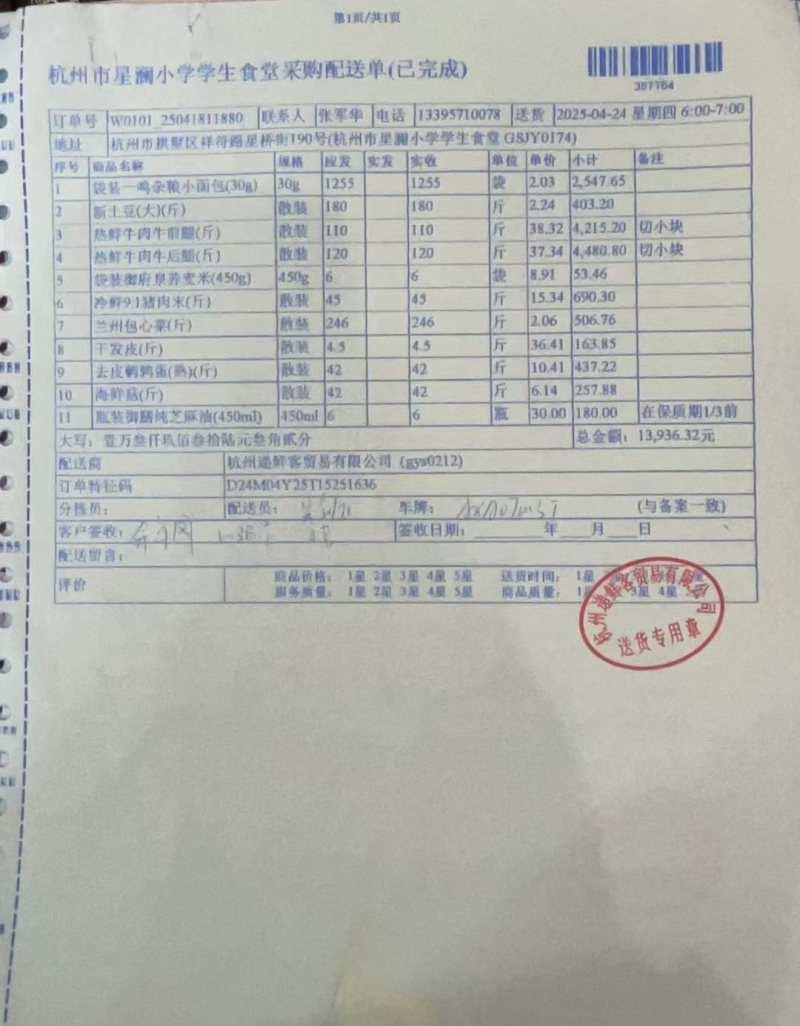 第1页/共1页
杭州市星澜小学学生食堂采购配送单(已完成)
387764
订单号 W0101_25041811880 联系人 张军华 电话 13395710078 送货 2025-04-24 星期四 6:00-7:00
地址 杭州市拱墅区祥符路星桥街190号(杭州市星澜小学学生食堂 GSJY0174)
序号 商品名称 规格 应发 实发 实收 单位 单价 小计 备注
1 袋装一鸣杂粮小面包(30g) 30g 1255 1255 袋 2.03 2,547.65
2 新土豆(大)(斤) 散装 180 180 斤 2.24 403.20
3 热鲜牛肉牛前腿(斤) 散装 110 110 斤 38.32 4,215.20 切小块
4 热鲜牛肉牛后腿(斤) 散装 120 120 斤 37.34 4,480.80 切小块
5 袋装御府泉荞麦米(450g) 450g 6 6 袋 8.91 53.46
6 冷鲜9:1猪肉末(斤) 散装 45 45 斤 15.34 690.30
7 兰州包心菜(斤) 散装 246 246 斤 2.06 506.76
8 干发皮(斤) 散装 4.5 4.5 斤 36.41 163.85
9 去皮鹌鹑蛋(熟)(斤) 散装 42 42 斤 10.41 437.22
10 海鲜菇(斤) 散装 42 42 斤 6.14 257.88
11 瓶装御膳纯芝麻油(450ml) 450ml 6 6 瓶 30.00 180.00 在保质期1/3前
大写：壹万叁仟玖佰叁拾陆元叁角贰分 总金额：13,936.32元
配送商 杭州递鲜客贸易有限公司 (gys0212)
订单特征码 D24M04Y25T15251636
分拣员： 配送员： 车牌： (与备案一致)
客户签收： 签收日期：______年___月___日
配送留言：
评价 商品价格： 1星 2星 3星 4星 5星 送货时间： 1星
服务质量： 1星 2星 3星 4星 5星 商品质量： 1 3星 4星
杭州递鲜客贸易有限公司
送货专用章